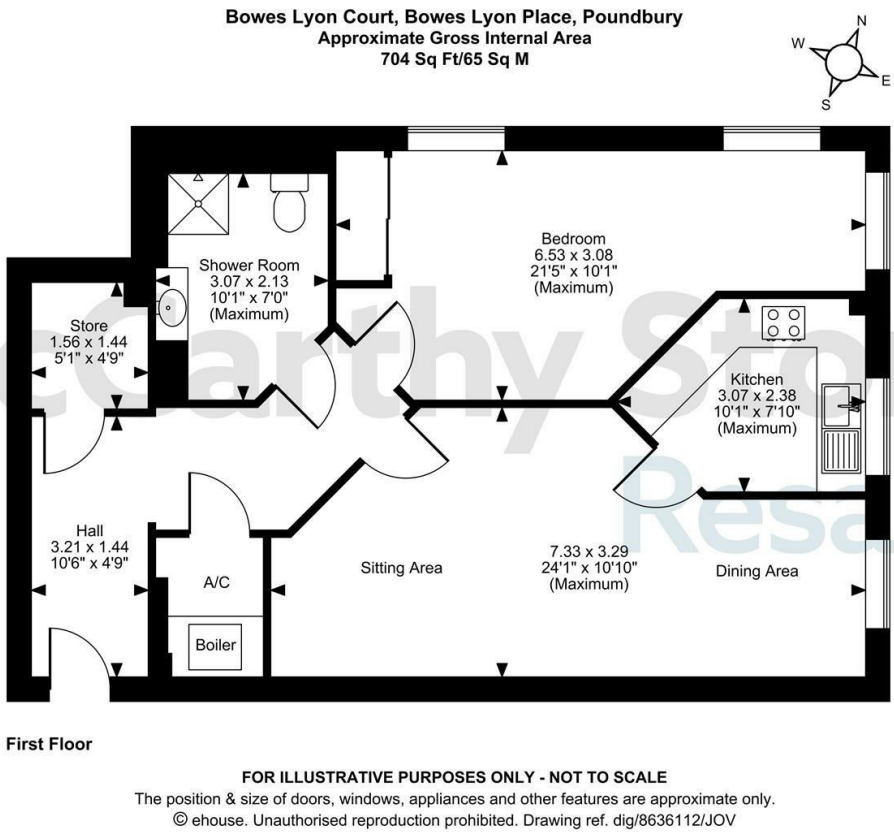 Bowes Lyon Court, Bowes Lyon Place, Poundbury
Approximate Gross Internal Area
704 Sq Ft/65 Sq M
N
W
E
S
Bedroom
6.53 x 3.08
21'5" x 10'1"
(Maximum)
Shower Room
3.07 x 2.13
10'1" x 7'0"
(Maximum)
Store
1.56 x 1.44
5'1" x 4'9"
Kitchen
3.07 x 2.38
10'1" x 7'10"
(Maximum)
cCarthy Sto
Resa
Hall
3.21 x 1.44
10'6" x 4'9"
A/C
Boiler
Sitting Area
7.33 x 3.29
24'1" x 10'10"
(Maximum)
Dining Area
First Floor
FOR ILLUSTRATIVE PURPOSES ONLY - NOT TO SCALE
The position & size of doors, windows, appliances and other features are approximate only.
© ehouse. Unauthorised reproduction prohibited. Drawing ref. dig/8636112/JOV